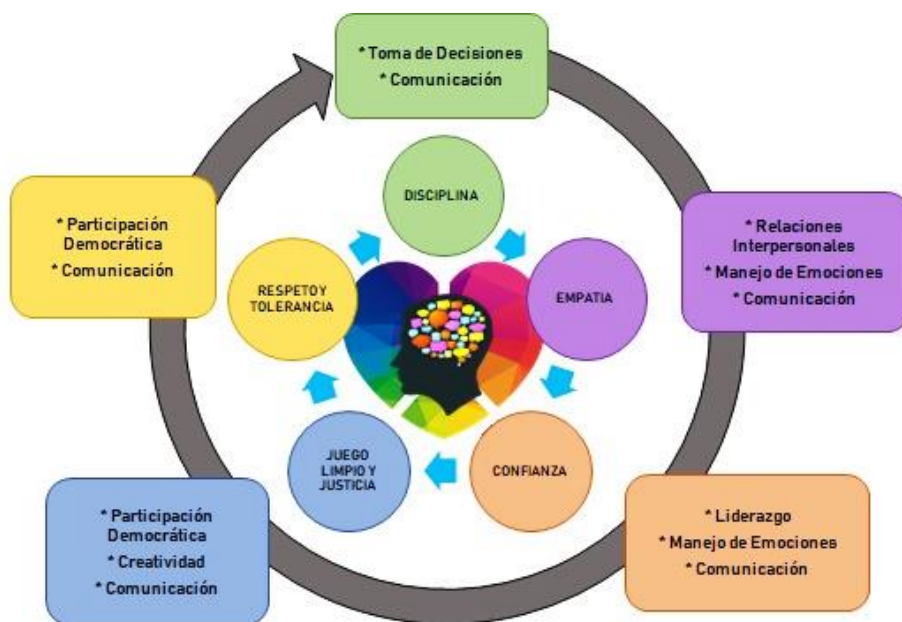 * Toma de Decisiones
* Comunicación
DISCIPLINA
* Relaciones
Interpersonales
* Manejo de Emociones
* Comunicación
EMPATIA
* Liderazgo
* Manejo de Emociones
* Comunicación
CONFIANZA
* Participación
Democrática
* Creatividad
* Comunicación
JUEGO
LIMPIO Y
JUSTICIA
* Participación
Democrática
* Comunicación
RESPETO Y
TOLERANCIA